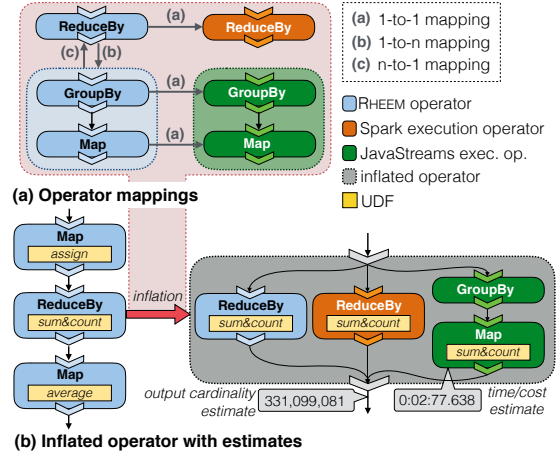 (a)
ReduceBy
ReduceBy
(c)
(b)
(a)
GroupBy
GroupBy
(a)
Map
Map
(a) Operator mappings
(a) 1-to-1 mapping
(b) 1-to-n mapping
(c) n-to-1 mapping
RHEEM operator
Spark execution operator
JavaStreams exec. op.
inflated operator
UDF
Map
assign
ReduceBy
sum&count
Map
average
inflation
ReduceBy
sum&count
ReduceBy
sum&count
GroupBy
Map
sum&count
output cardinality
estimate
331,099,081
0:02:77.638
time/cost
estimate
(b) Inflated operator with estimates